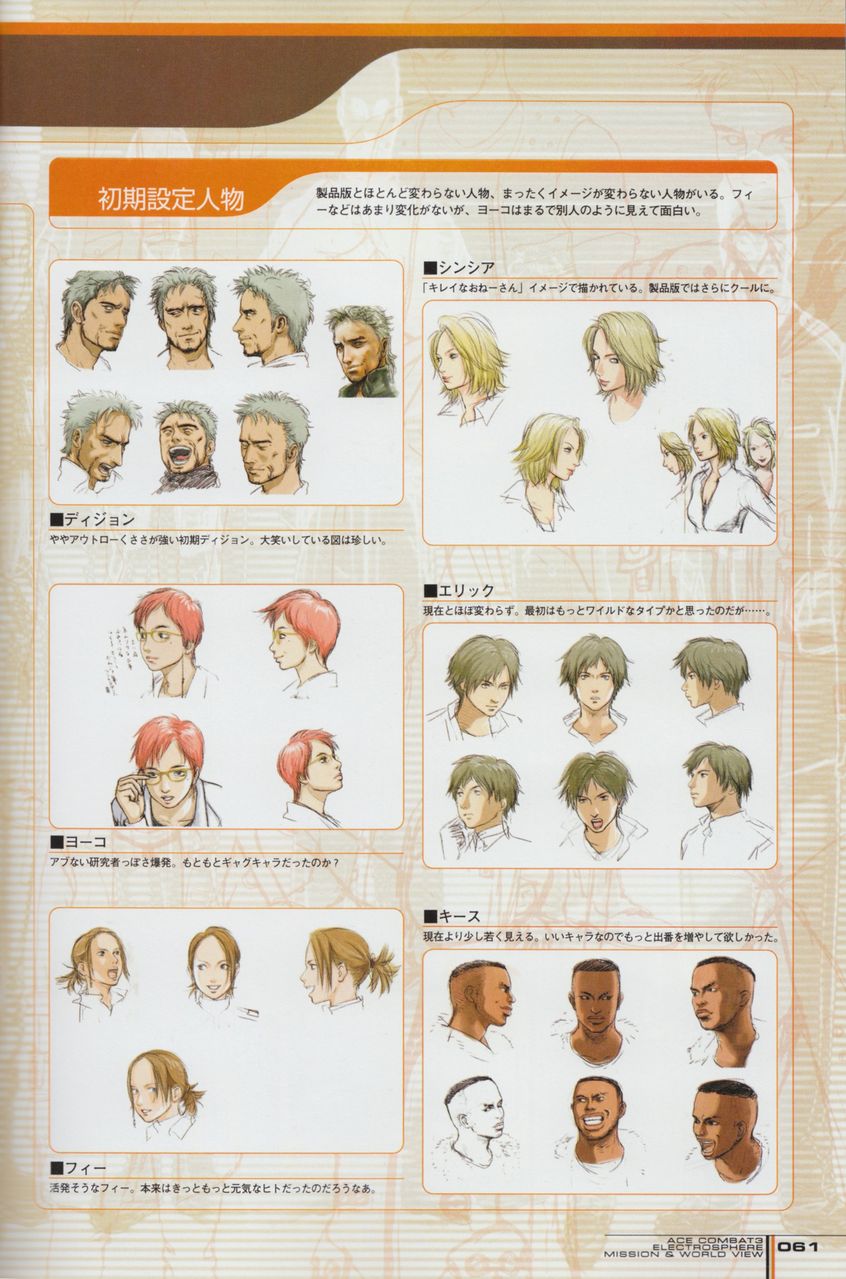 初期設定人物
製品版とほとんど変わらない人物、まったくイメージが変わらない人物がいる。フィ
ーなどはあまり変化がないが、ヨーコはまるで別人のように見えて面白い。
■ディジョン
ややアウトローくささが強い初期ディジョン。大笑いしている図は珍しい。
■ヨーコ
アブない研究者っぽさ爆発。もともとギャグキャラだったのか？
■フィー
活発そうなフィー。本来はきっともっと元気なヒトだったのだろうなあ。
■シンシア
「キレイなおねーさん」イメージで描かれている。製品版ではさらにクールに。
■エリック
現在とほぼ変わらず。最初はもっとワイルドなタイプかと思ったのだが……。
■キース
現在より少し若く見える。いいキャラなのでもっと出番を増やして欲しかった。
ACE COMBAT3
ELECTROSPHERE
MISSION & WORLD VIEW
061